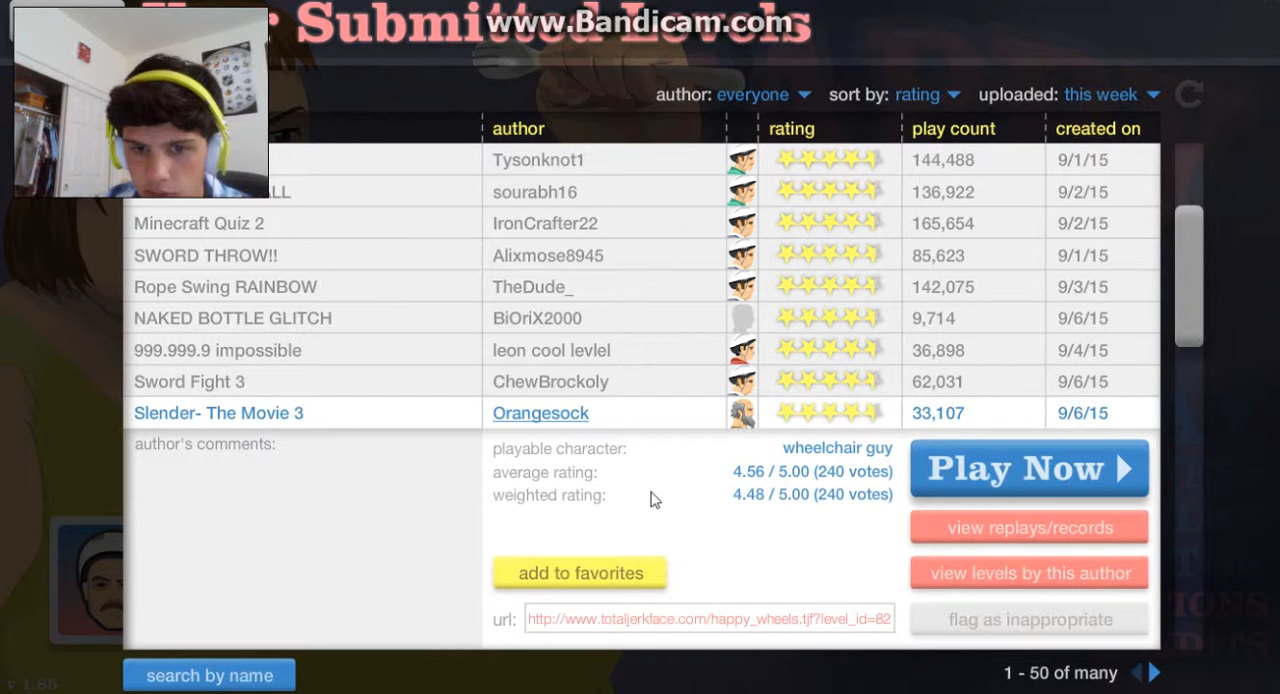 www.Bandicam.com
Submitted Levels
author: everyone sort by: rating uploaded: this week
author rating play count created on
Tysonknot1 144,488 9/1/15
sourabh16 136,922 9/2/15
Minecraft Quiz 2 IronCrafter22 165,654 9/2/15
SWORD THROW!! Alixmose8945 85,623 9/1/15
Rope Swing RAINBOW TheDude_ 142,075 9/3/15
NAKED BOTTLE GLITCH BiOriX2000 9,714 9/6/15
999.999.9 impossible leon cool levlel 36,898 9/4/15
Sword Fight 3 ChewBrockoly 62,031 9/6/15
Slender- The Movie 3 Orangesock 33,107 9/6/15
author's comments:
playable character: wheelchair guy
average rating: 4.56 / 5.00 (240 votes)
weighted rating: 4.48 / 5.00 (240 votes)
Play Now
view replays/records
add to favorites
view levels by this author
url: http://www.totaljerkface.com/happy_wheels.tjf?level_id=82
flag as inappropriate
search by name
1 - 50 of many
v 1.85